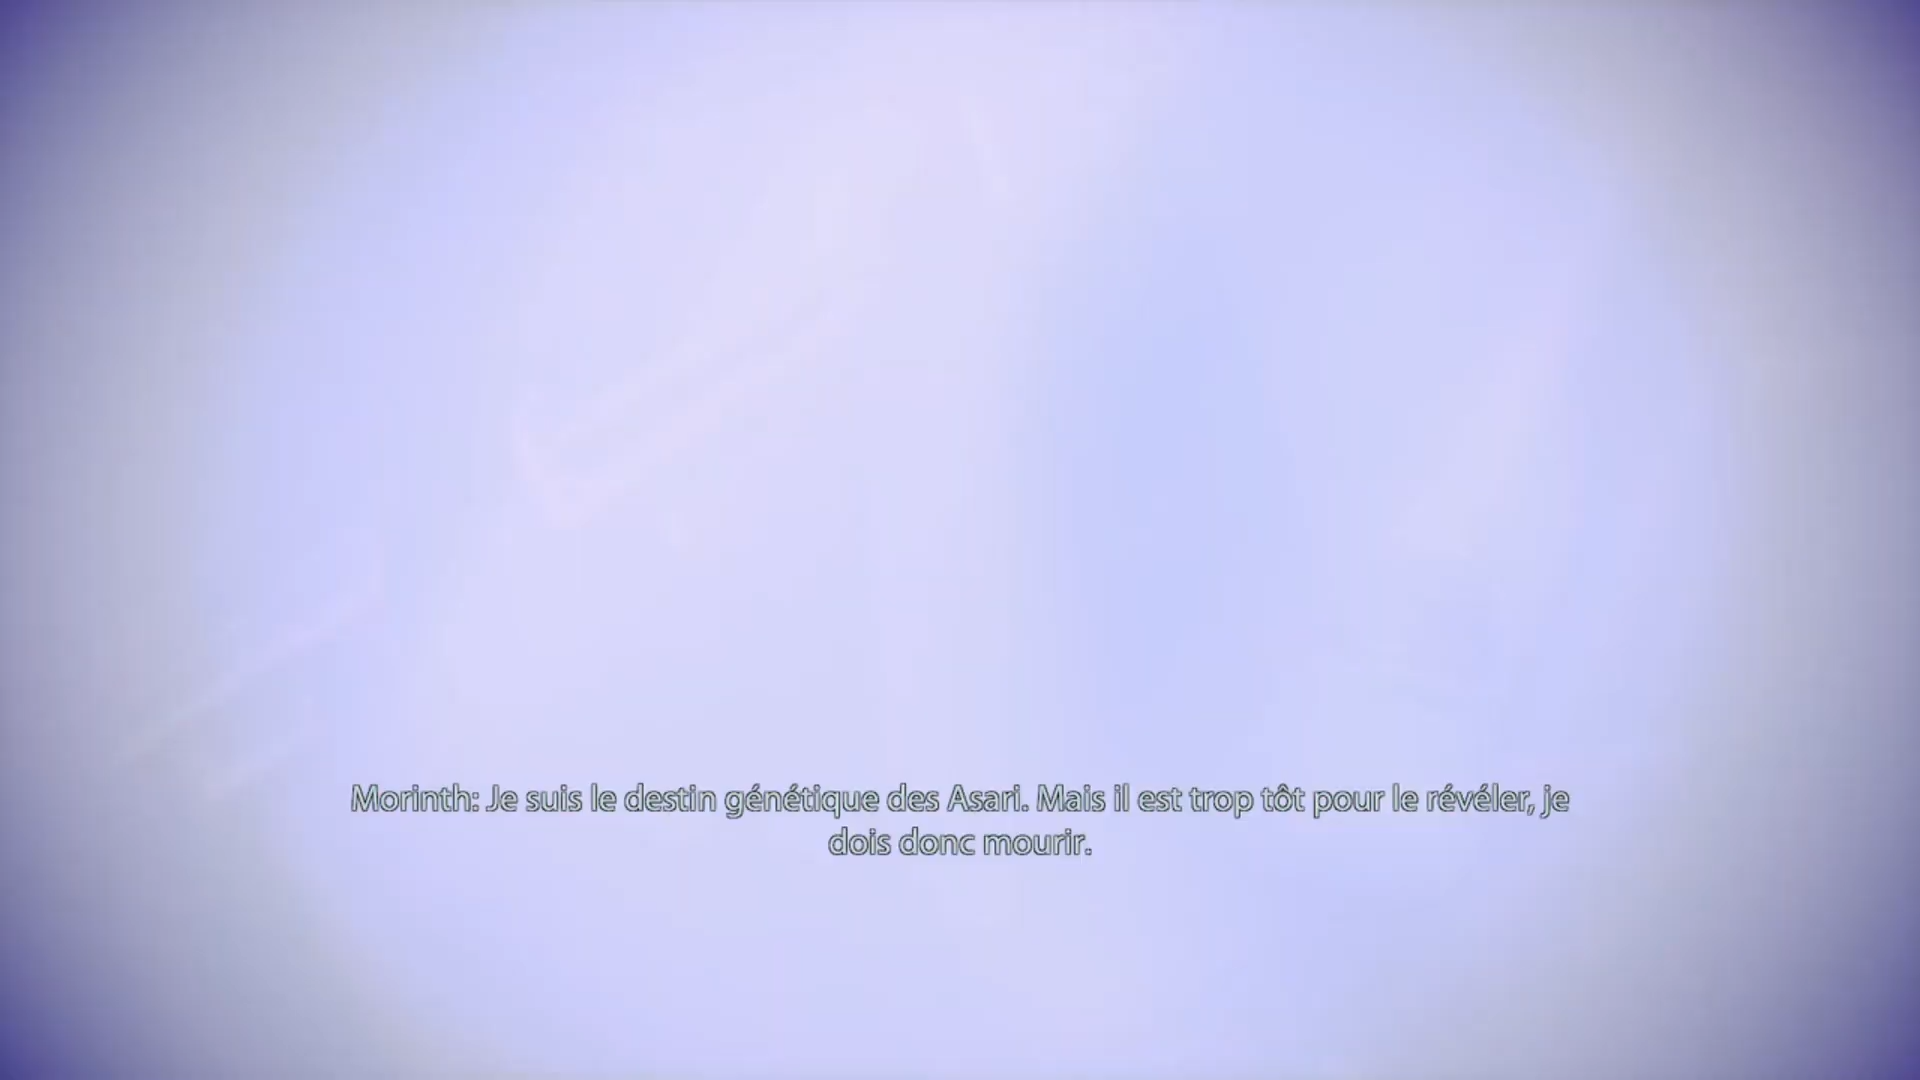 Morinth: Je suis le destin génétique des Asari. Mais il est trop tôt pour le révéler, je
dois donc mourir.